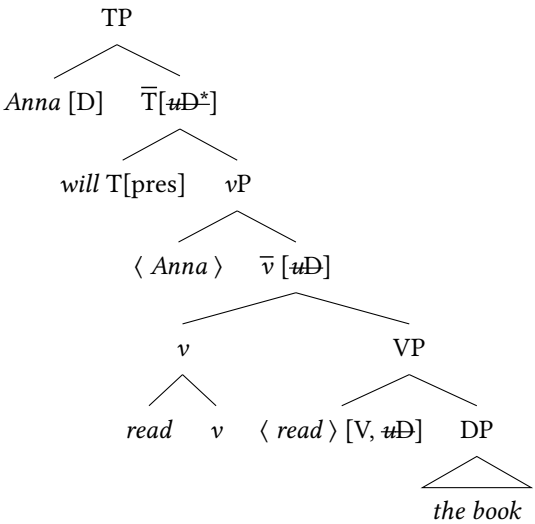 TP
Anna [D] T̅[uD*]
will T[pres] vP
⟨ Anna ⟩ v̅ [uD]
v VP
read v ⟨ read ⟩ [V, uD] DP
the book